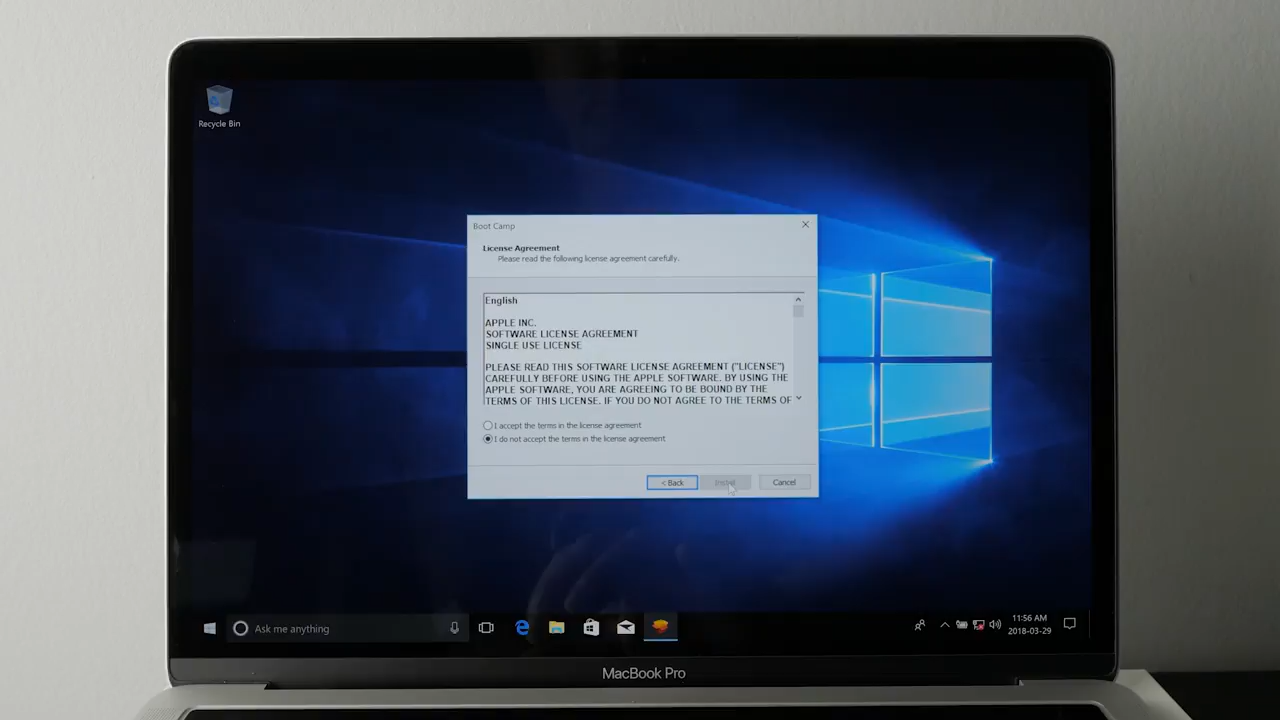 Recycle Bin
Boot Camp
License Agreement
Please read the following license agreement carefully.
English
APPLE INC.
SOFTWARE LICENSE AGREEMENT
SINGLE USE LICENSE
PLEASE READ THIS SOFTWARE LICENSE AGREEMENT ("LICENSE")
CAREFULLY BEFORE USING THE APPLE SOFTWARE. BY USING THE
APPLE SOFTWARE, YOU ARE AGREEING TO BE BOUND BY THE
TERMS OF THIS LICENSE. IF YOU DO NOT AGREE TO THE TERMS OF
I accept the terms in the license agreement
I do not accept the terms in the license agreement
< Back
Install
Cancel
Ask me anything
11:56 AM
2018-03-29
MacBook Pro